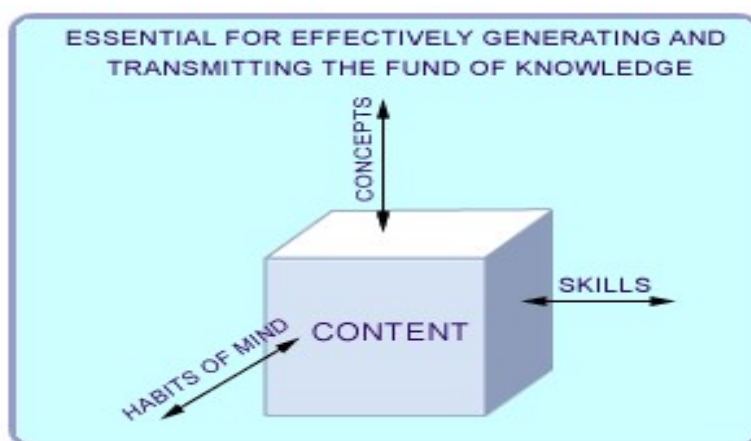 ESSENTIAL FOR EFFECTIVELY GENERATING AND
TRANSMITTING THE FUND OF KNOWLEDGE
CONCEPTS
SKILLS
CONTENT
HABITS OF MIND